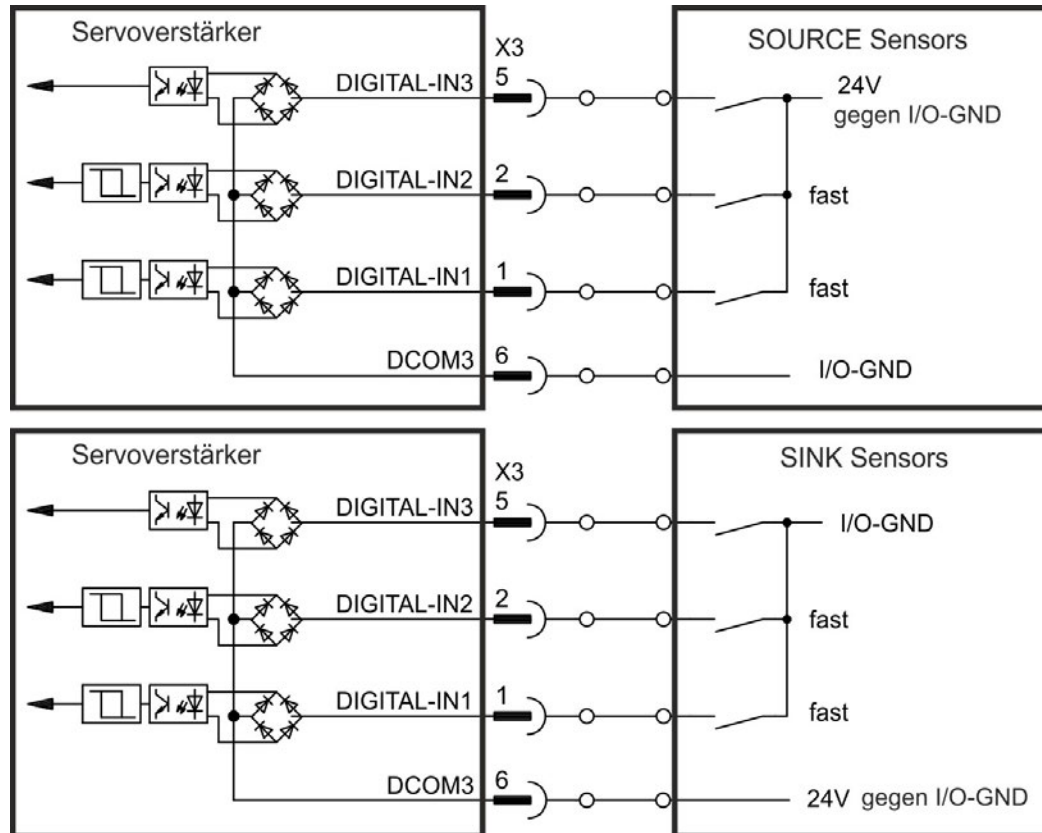 Servoverstärker
X3
SOURCE Sensors
DIGITAL-IN3
5
24V
gegen I/O-GND
DIGITAL-IN2
2
fast
DIGITAL-IN1
1
fast
DCOM3
6
I/O-GND
Servoverstärker
X3
SINK Sensors
DIGITAL-IN3
5
I/O-GND
DIGITAL-IN2
2
fast
DIGITAL-IN1
1
fast
DCOM3
6
24V gegen I/O-GND